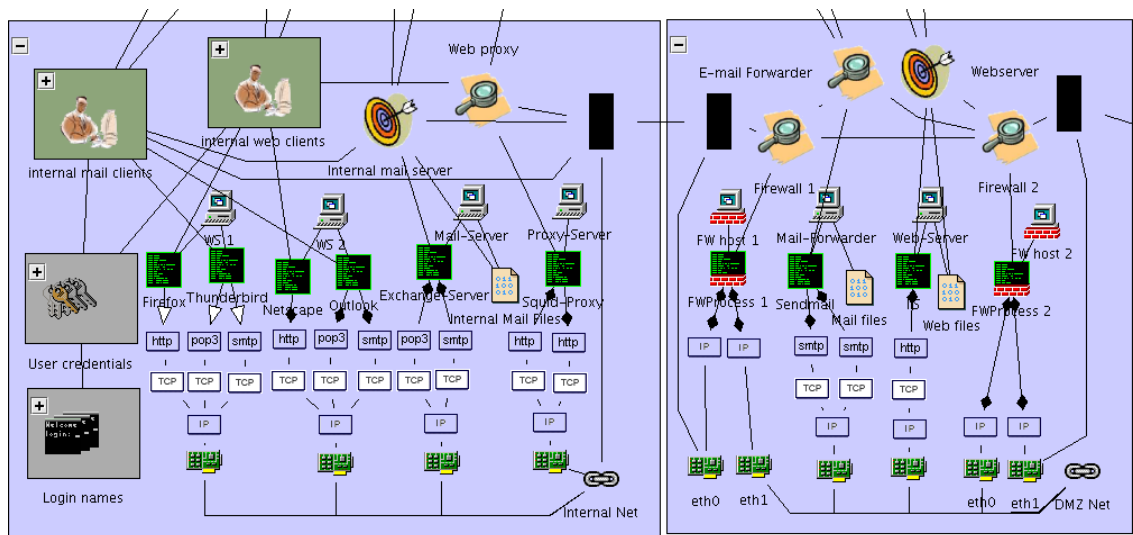 Web proxy
internal mail clients
internal web clients
Internal mail server
WS 1
WS 2
Mail-Server
Proxy-Server
Firefox
Thunderbird
Netscape
Outlook
Exchange-Server
Internal Mail Files
Squid-Proxy
User credentials
http
pop3
smtp
http
pop3
smtp
pop3
smtp
http
http
TCP
TCP
TCP
TCP
TCP
TCP
TCP
TCP
TCP
TCP
IP
IP
IP
IP
Welcome
login:
Login names
Internal Net
E-mail Forwarder
Webserver
Firewall 1
Firewall 2
FW host 1
Mail-Forwarder
Web-Server
FW host 2
FWProcess 1
Sendmail
IIS
Mail files
Web files
FWProcess 2
IP
IP
smtp
smtp
http
TCP
TCP
TCP
IP
IP
IP
IP
eth0
eth1
eth0
eth1
DMZ Net